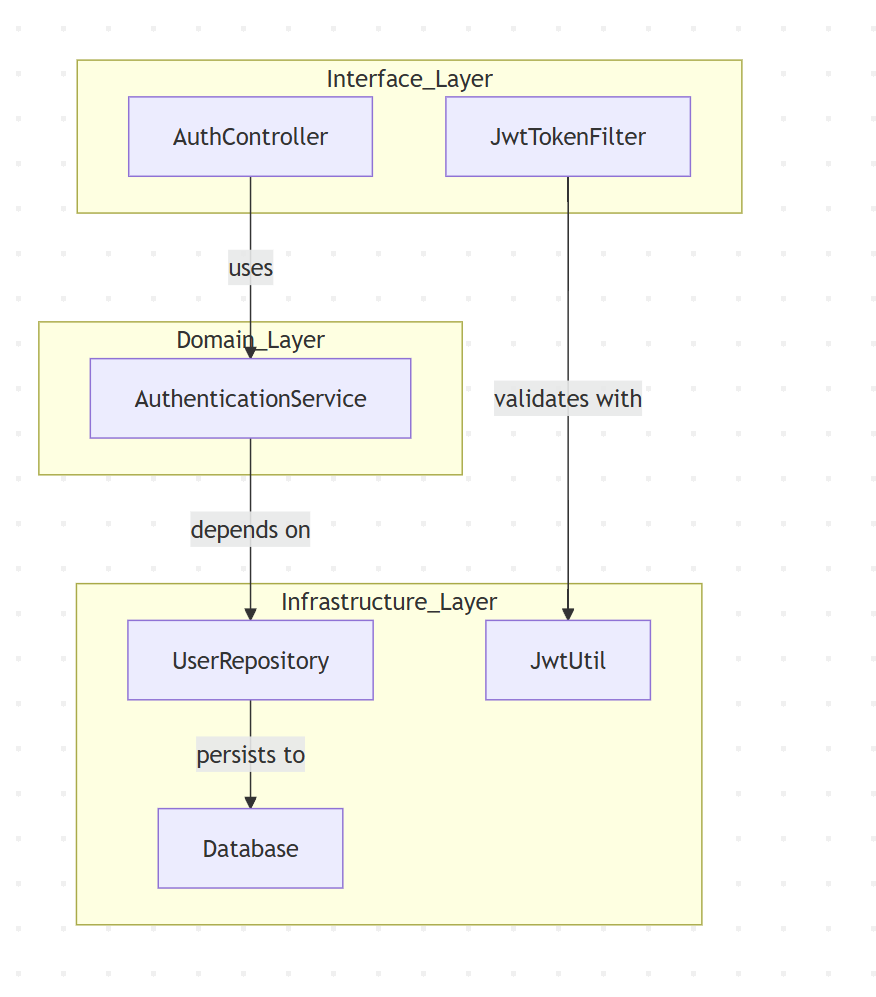 Interface_Layer
AuthController
JwtTokenFilter
uses
Domain_Layer
AuthenticationService
validates with
depends on
Infrastructure_Layer
UserRepository
JwtUtil
persists to
Database